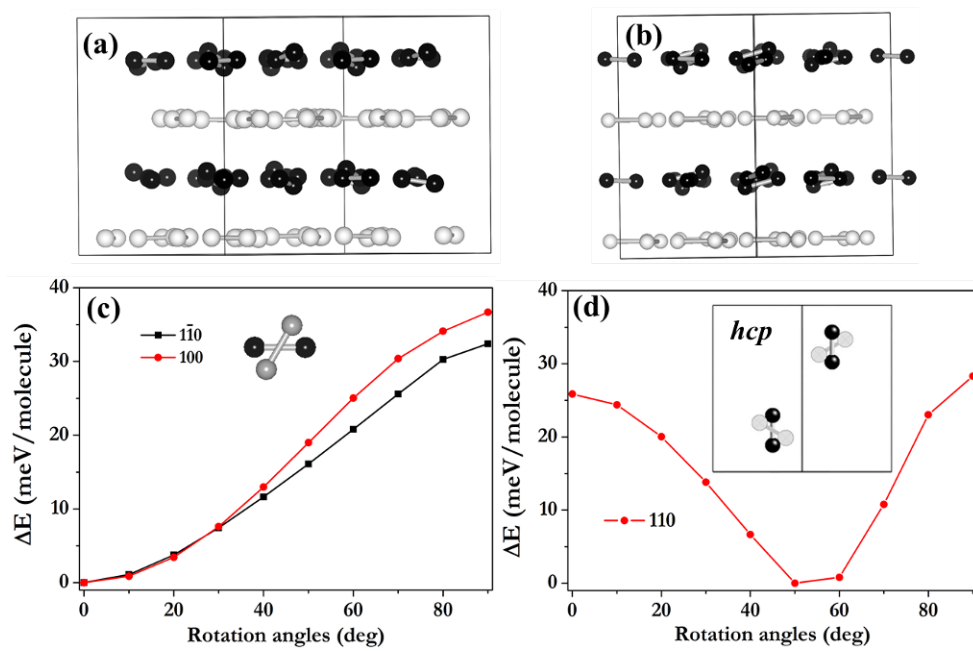 (a)
(b)
(c)
40
30
20
10
0
ΔE (meV/molecule)
11̄0
100
0 20 40 60 80
Rotation angles (deg)
(d)
40
30
20
10
0
ΔE (meV/molecule)
hcp
110
0 20 40 60 80
Rotation angles (deg)